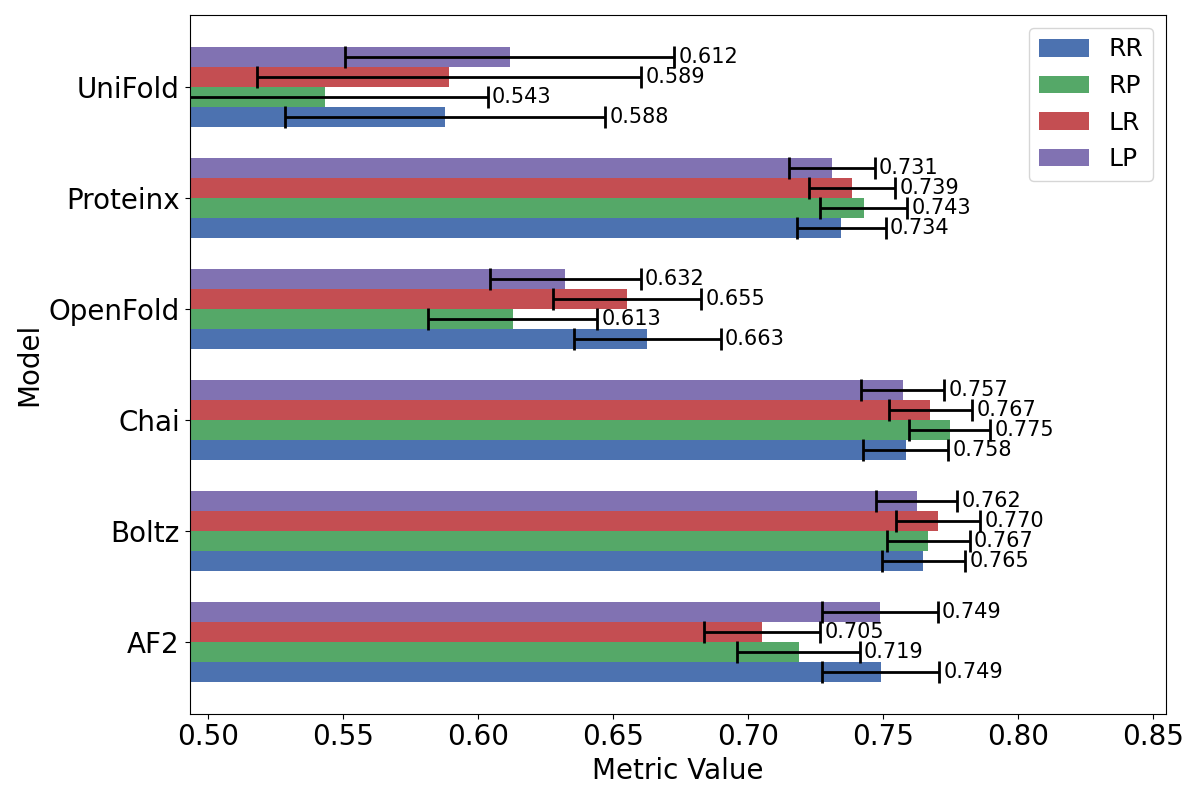 RR
RP
LR
LP
UniFold
0.612
0.589
0.543
0.588
Proteinx
0.731
0.739
0.743
0.734
OpenFold
0.632
0.655
0.613
0.663
Chai
0.757
0.767
0.775
0.758
Boltz
0.762
0.770
0.767
0.765
AF2
0.749
0.705
0.719
0.749
Model
0.50 0.55 0.60 0.65 0.70 0.75 0.80 0.85
Metric Value